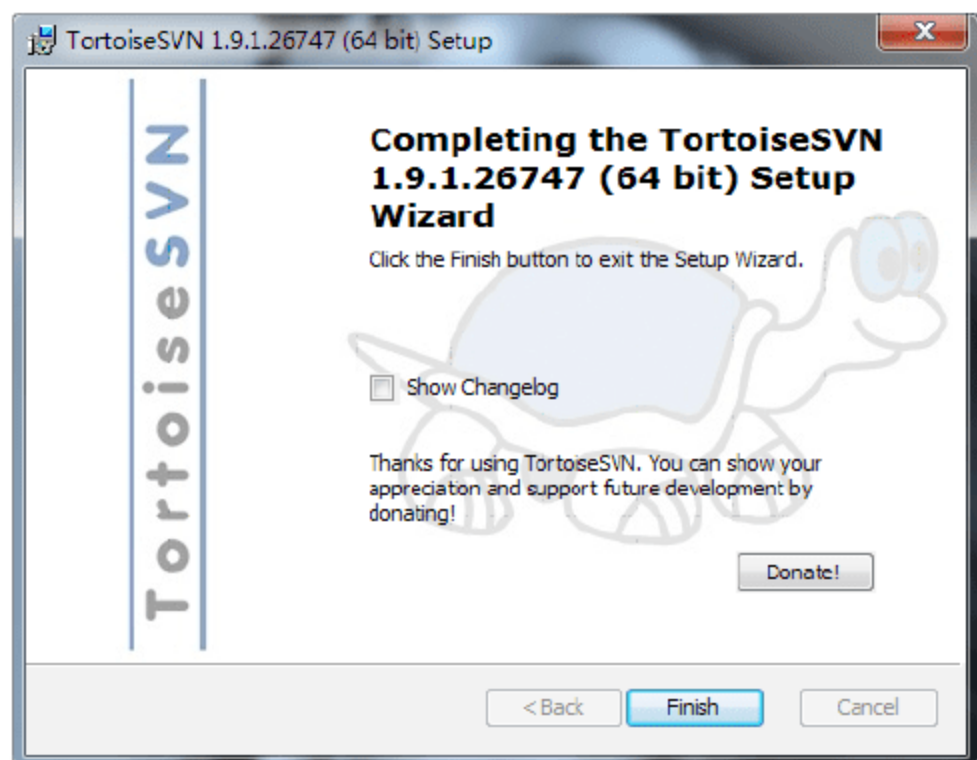 TortoiseSVN 1.9.1.26747 (64 bit) Setup
TortoiseSVN
Completing the TortoiseSVN
1.9.1.26747 (64 bit) Setup
Wizard
Click the Finish button to exit the Setup Wizard.
Show Changelog
Thanks for using TortoiseSVN. You can show your
appreciation and support future development by
donating!
Donate!
< Back
Finish
Cancel